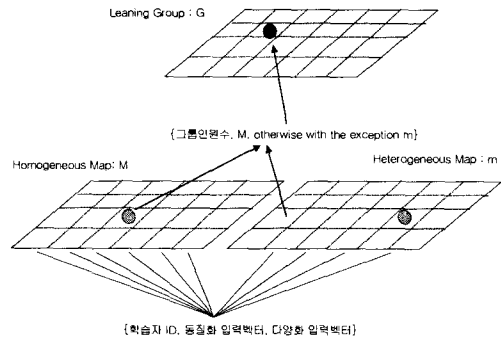 Leaning Group : G
{그룹인원수, M, otherwise with the exception m}
Homogeneous Map: M
Heterogeneous Map : m
{학습자 ID, 동질화 입력벡터, 다양화 입력벡터}